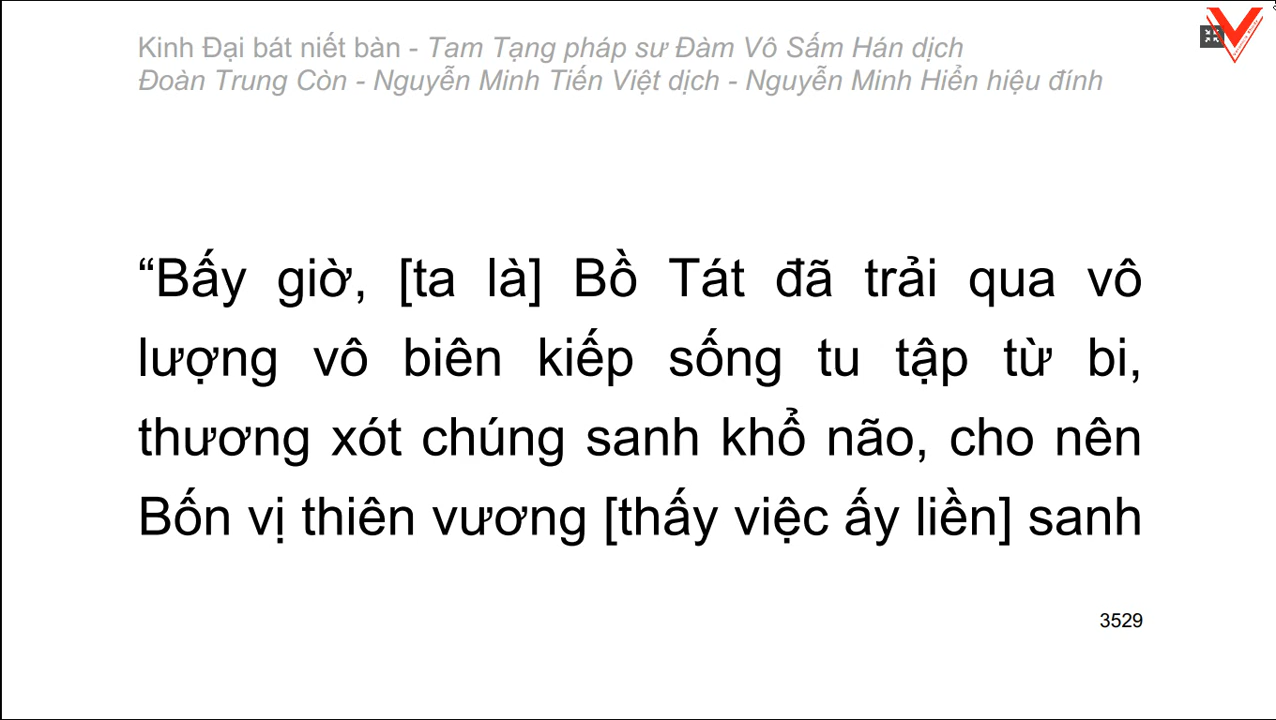 Kinh Đại bát niết bàn - Tam Tạng pháp sư Đàm Vô Sấm Hán dịch
Đoàn Trung Còn - Nguyễn Minh Tiến Việt dịch - Nguyễn Minh Hiển hiệu đính
“Bấy giờ, [ta là] Bồ Tát đã trải qua vô
lượng vô biên kiếp sống tu tập từ bi,
thương xót chúng sanh khổ não, cho nên
Bốn vị thiên vương [thấy việc ấy liền] sanh
3529